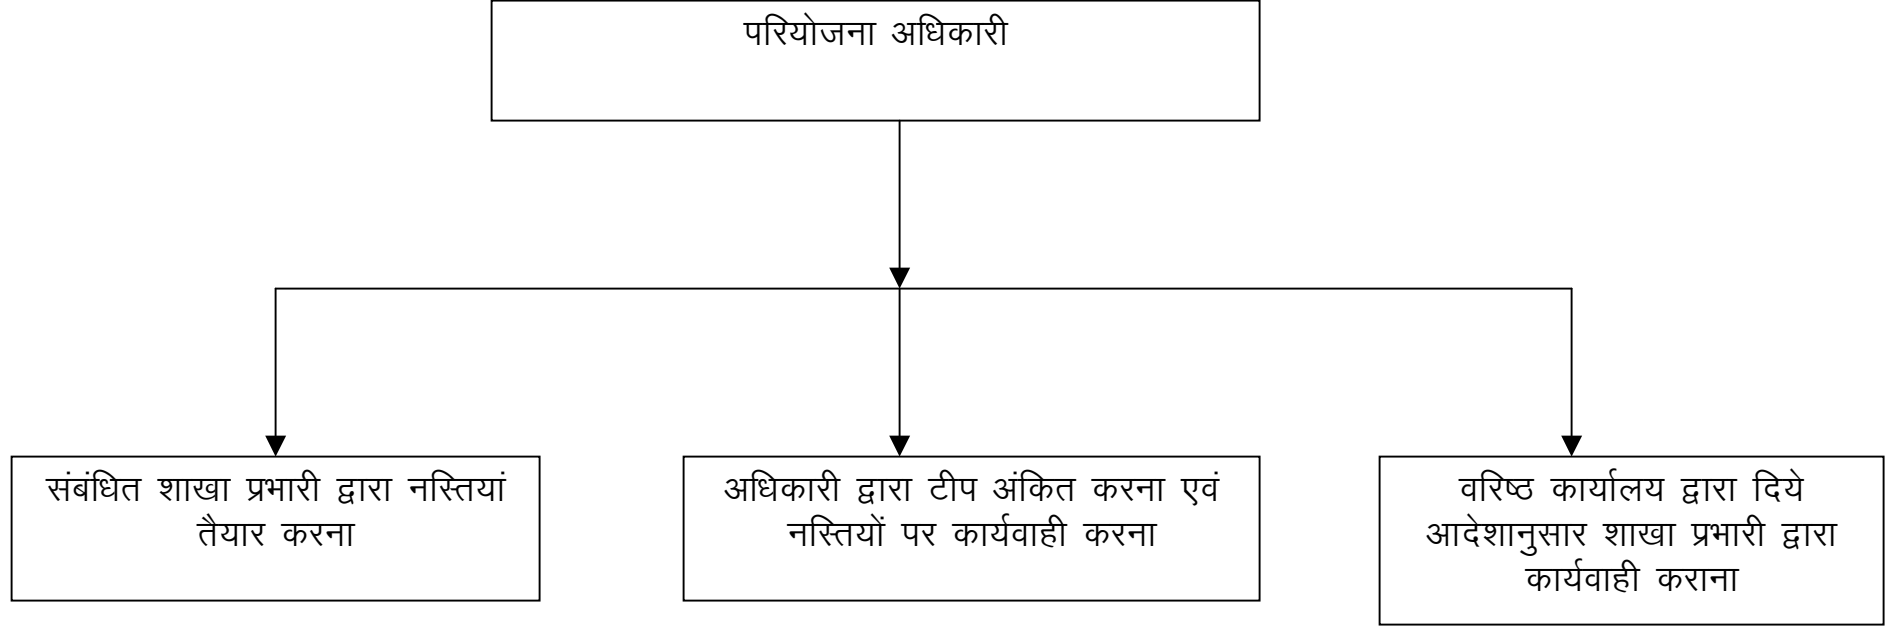 परियोजना अधिकारी
संबंधित शाखा प्रभारी द्वारा नस्तियां
तैयार करना
अधिकारी द्वारा टीप अंकित करना एवं
नस्तियों पर कार्यवाही करना
वरिष्ठ कार्यालय द्वारा दिये
आदेशानुसार शाखा प्रभारी द्वारा
कार्यवाही कराना